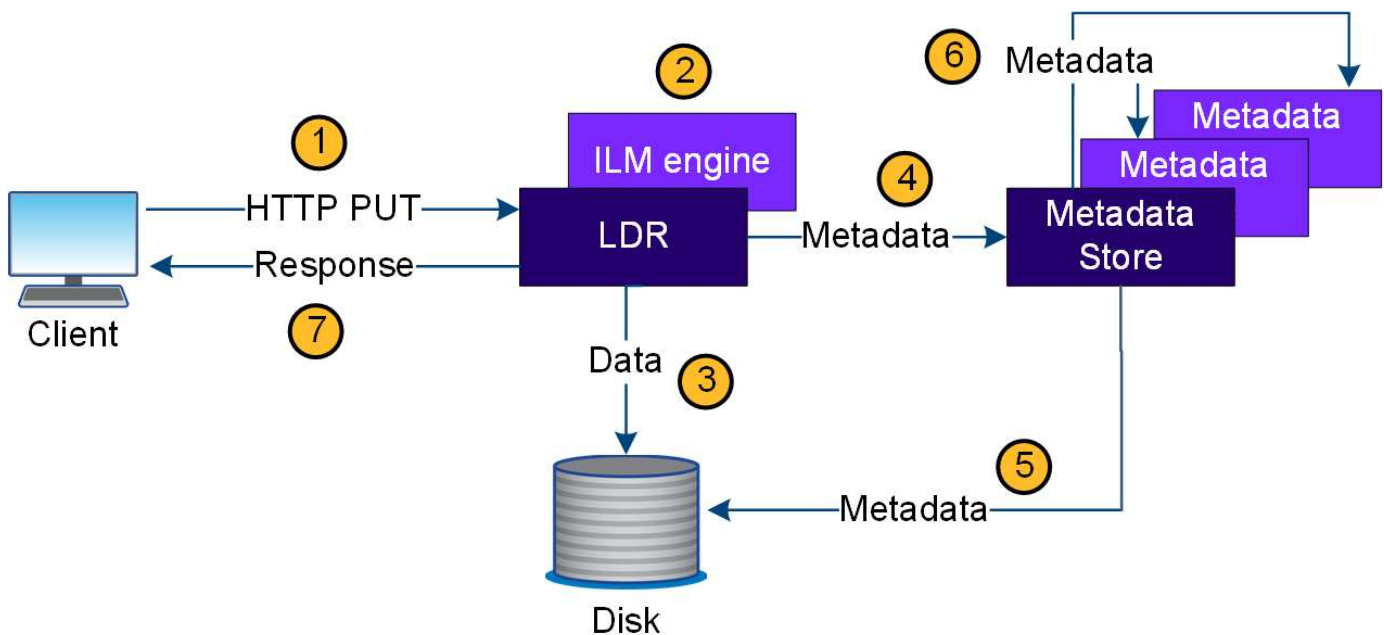 6
Metadata
2
Metadata
1
ILM engine
Metadata
4
HTTP PUT
LDR
Metadata
Metadata
Store
Response
Client
7
Data
3
5
Metadata
Disk